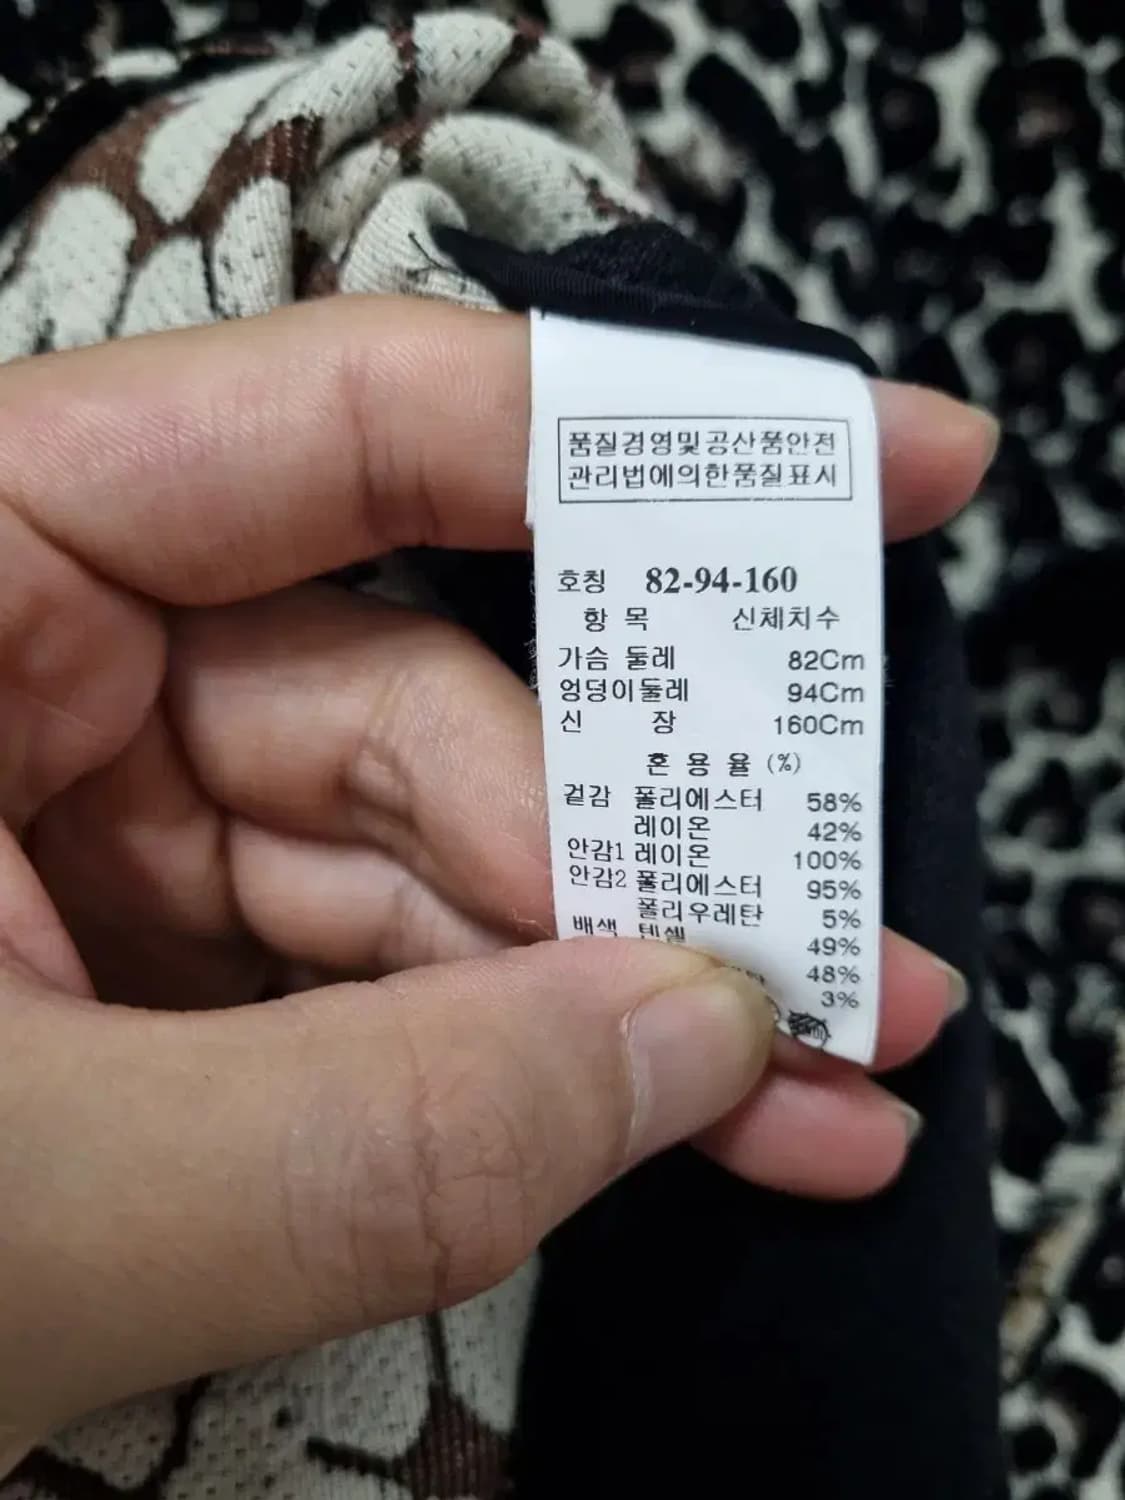 품질경영및공산품안전
관리법에의한품질표시
호칭 82-94-160
항 목 신체치수
가슴 둘레 82Cm
엉덩이둘레 94Cm
신 장 160Cm
혼 용 율 (%)
겉감 폴리에스터 58%
레이온 42%
안감1 레이온 100%
안감2 폴리에스터 95%
폴리우레탄 5%
배색 텐셀 49%
48%
3%